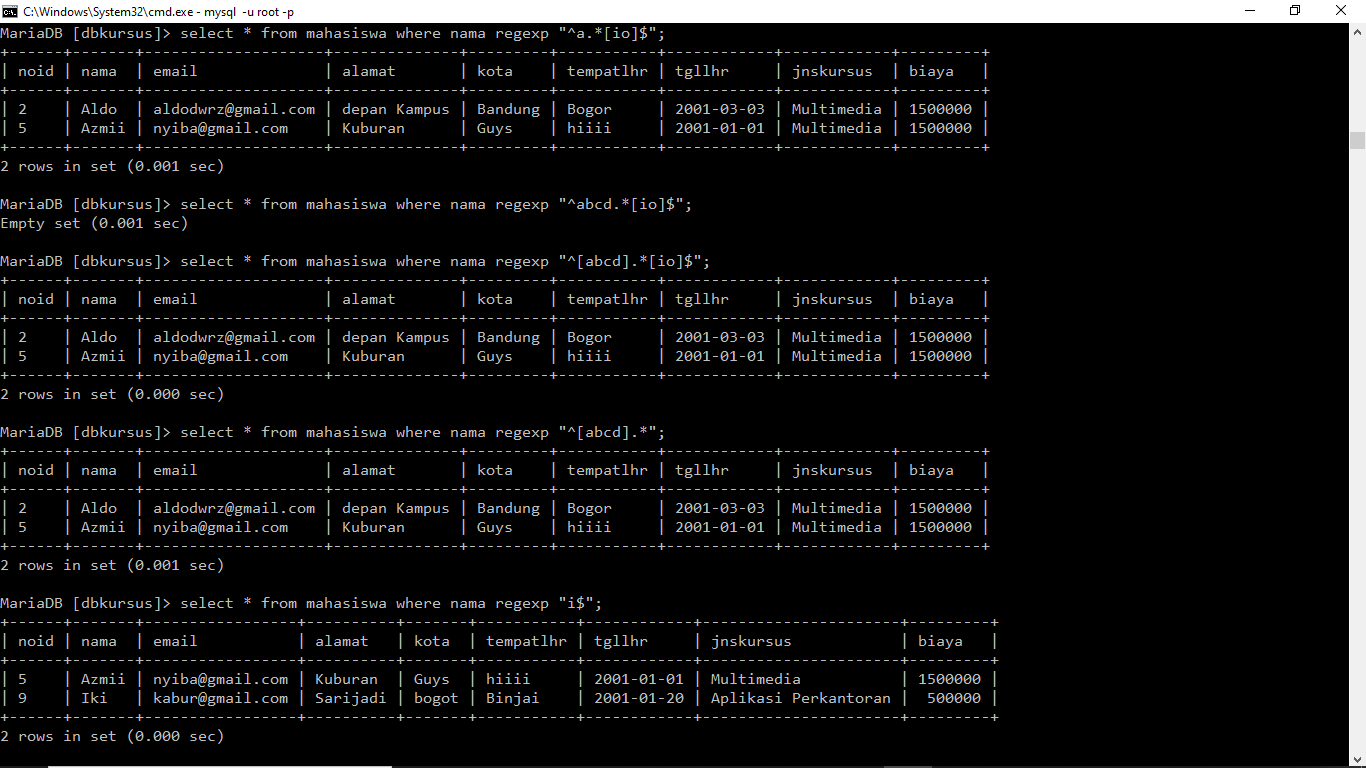 C:\Windows\System32\cmd.exe - mysql  -u root -p
MariaDB [dbkursus]> select * from mahasiswa where nama regexp "^a.*[io]$";
+------+-------+--------------------+--------------+---------+-----------+------------+------------+---------+
| noid | nama  | email              | alamat       | kota    | tempatlhr | tgllhr     | jnskursus  | biaya   |
+------+-------+--------------------+--------------+---------+-----------+------------+------------+---------+
| 2    | Aldo  | aldodwrz@gmail.com | depan Kampus | Bandung | Bogor     | 2001-03-03 | Multimedia | 1500000 |
| 5    | Azmii | nyiba@gmail.com    | Kuburan      | Guys    | hiiii     | 2001-01-01 | Multimedia | 1500000 |
+------+-------+--------------------+--------------+---------+-----------+------------+------------+---------+
2 rows in set (0.001 sec)
MariaDB [dbkursus]> select * from mahasiswa where nama regexp "^abcd.*[io]$";
Empty set (0.001 sec)
MariaDB [dbkursus]> select * from mahasiswa where nama regexp "^[abcd].*[io]$";
+------+-------+--------------------+--------------+---------+-----------+------------+------------+---------+
| noid | nama  | email              | alamat       | kota    | tempatlhr | tgllhr     | jnskursus  | biaya   |
+------+-------+--------------------+--------------+---------+-----------+------------+------------+---------+
| 2    | Aldo  | aldodwrz@gmail.com | depan Kampus | Bandung | Bogor     | 2001-03-03 | Multimedia | 1500000 |
| 5    | Azmii | nyiba@gmail.com    | Kuburan      | Guys    | hiiii     | 2001-01-01 | Multimedia | 1500000 |
+------+-------+--------------------+--------------+---------+-----------+------------+------------+---------+
2 rows in set (0.000 sec)
MariaDB [dbkursus]> select * from mahasiswa where nama regexp "^[abcd].*";
+------+-------+--------------------+--------------+---------+-----------+------------+------------+---------+
| noid | nama  | email              | alamat       | kota    | tempatlhr | tgllhr     | jnskursus  | biaya   |
+------+-------+--------------------+--------------+---------+-----------+------------+------------+---------+
| 2    | Aldo  | aldodwrz@gmail.com | depan Kampus | Bandung | Bogor     | 2001-03-03 | Multimedia | 1500000 |
| 5    | Azmii | nyiba@gmail.com    | Kuburan      | Guys    | hiiii     | 2001-01-01 | Multimedia | 1500000 |
+------+-------+--------------------+--------------+---------+-----------+------------+------------+---------+
2 rows in set (0.001 sec)
MariaDB [dbkursus]> select * from mahasiswa where nama regexp "i$";
+------+-------+-----------------+----------+-------+-----------+------------+----------------------+---------+
| noid | nama  | email           | alamat   | kota  | tempatlhr | tgllhr     | jnskursus            | biaya   |
+------+-------+-----------------+----------+-------+-----------+------------+----------------------+---------+
| 5    | Azmii | nyiba@gmail.com | Kuburan  | Guys  | hiiii     | 2001-01-01 | Multimedia           | 1500000 |
| 9    | Iki   | kabur@gmail.com | Sarijadi | bogot | Binjai    | 2001-01-20 | Aplikasi Perkantoran |  500000 |
+------+-------+-----------------+----------+-------+-----------+------------+----------------------+---------+
2 rows in set (0.000 sec)